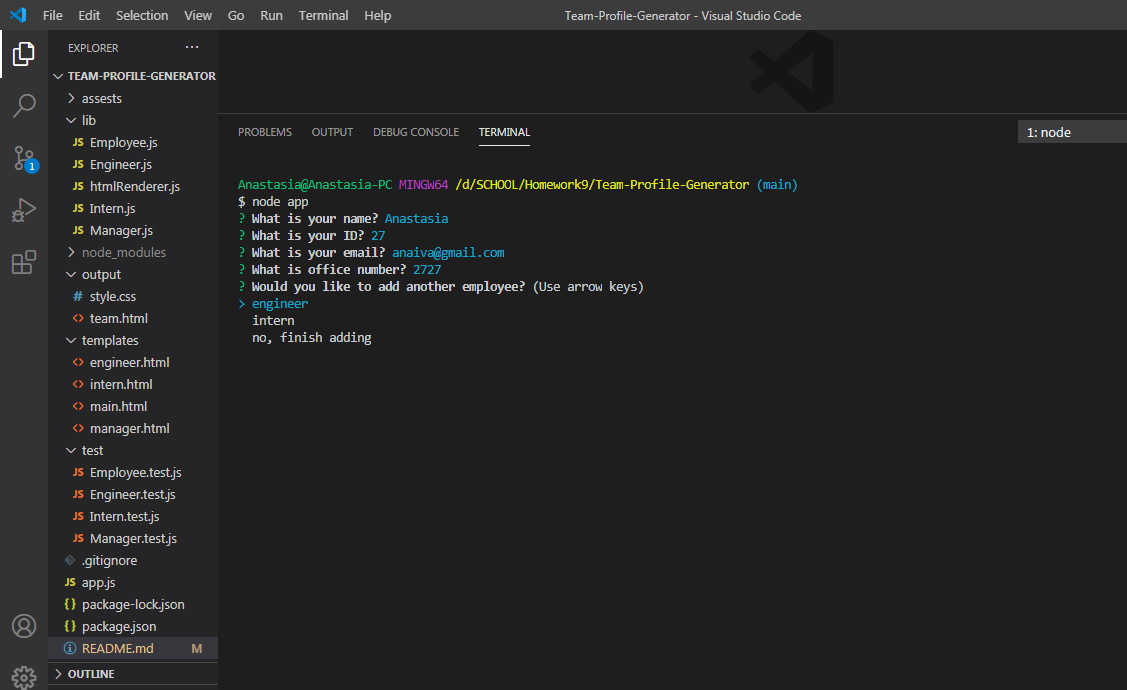 File Edit Selection View Go Run Terminal Help Team-Profile-Generator - Visual Studio Code
EXPLORER ...
TEAM-PROFILE-GENERATOR
assests
lib
JS Employee.js
JS Engineer.js
JS htmlRenderer.js
JS Intern.js
JS Manager.js
node_modules
output
# style.css
<> team.html
templates
<> engineer.html
<> intern.html
<> main.html
<> manager.html
test
JS Employee.test.js
JS Engineer.test.js
JS Intern.test.js
JS Manager.test.js
.gitignore
JS app.js
{} package-lock.json
{} package.json
README.md M
OUTLINE
1
PROBLEMS OUTPUT DEBUG CONSOLE TERMINAL 1: node
Anastasia@Anastasia-PC MINGW64 /d/SCHOOL/Homework9/Team-Profile-Generator (main)
$ node app
? What is your name? Anastasia
? What is your ID? 27
? What is your email? anaiva@gmail.com
? What is office number? 2727
? Would you like to add another employee? (Use arrow keys)
> engineer
intern
no, finish adding